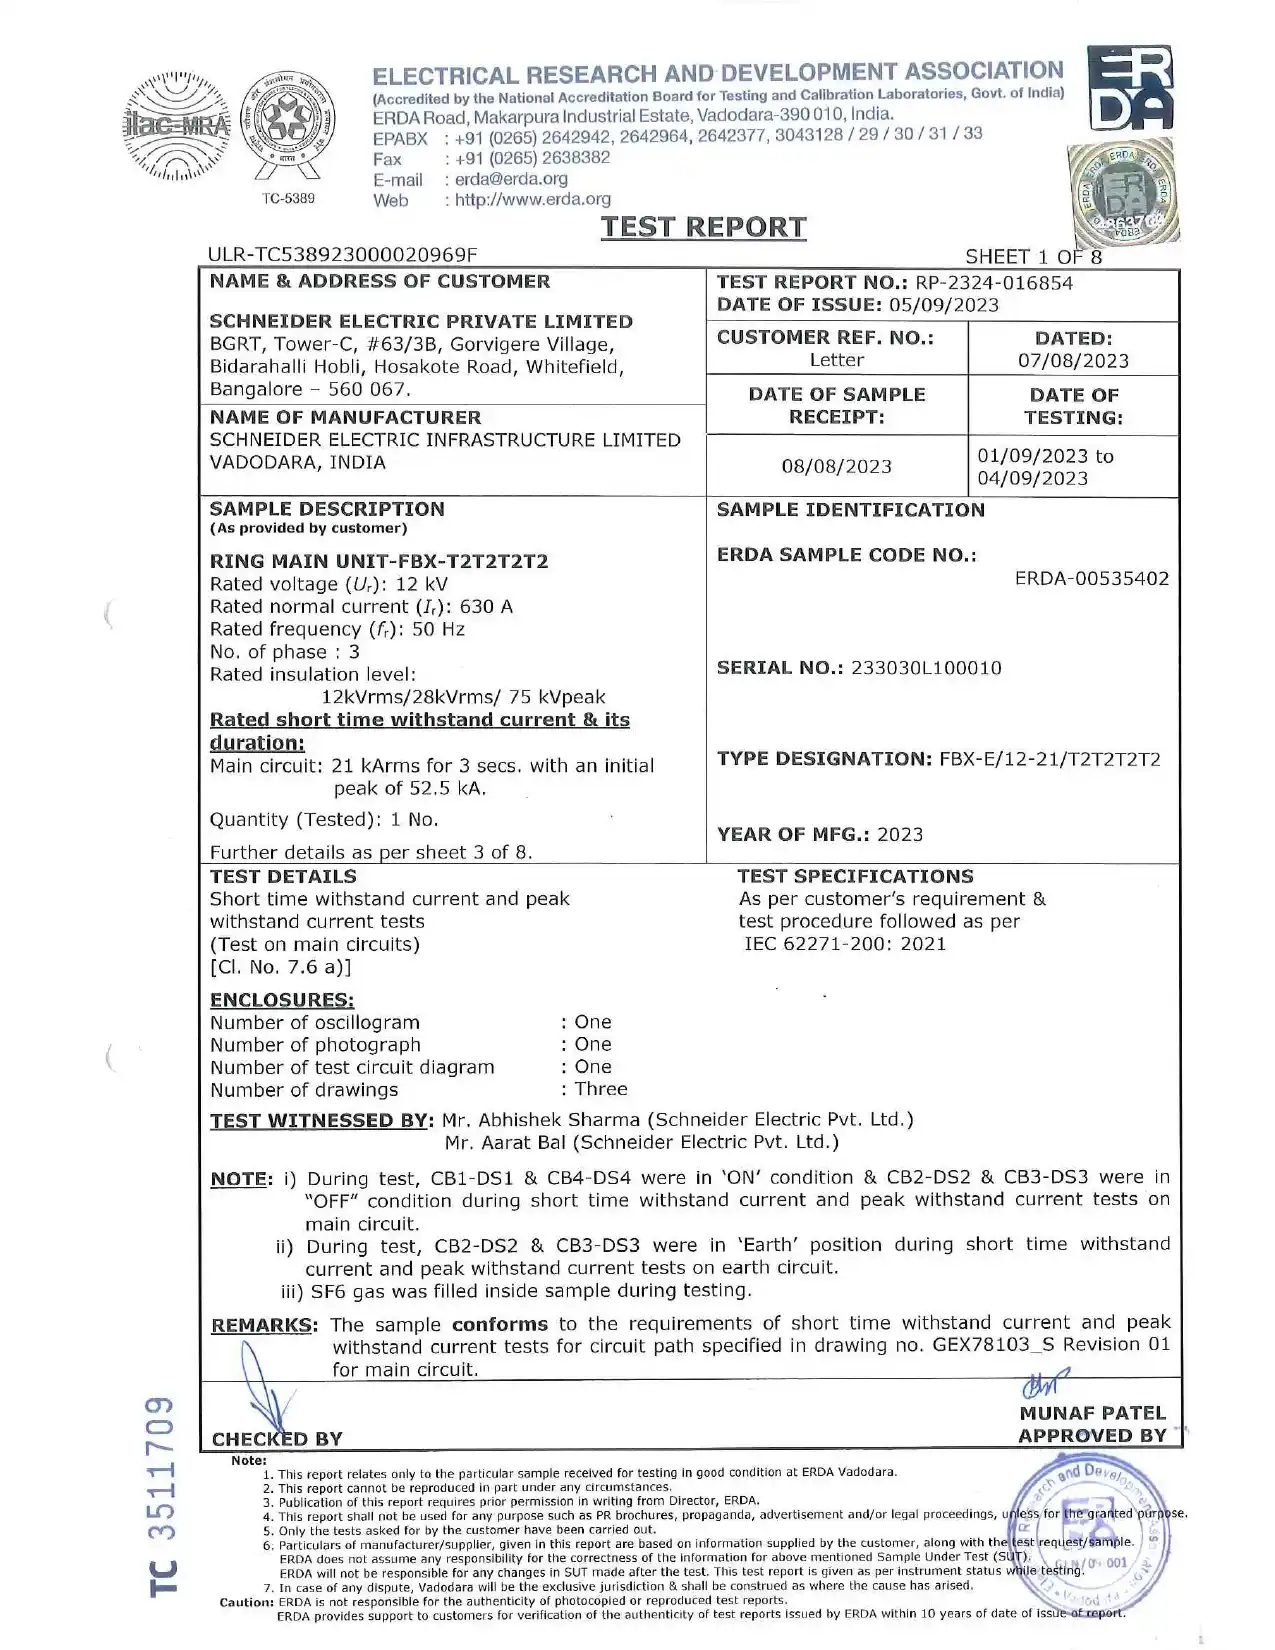 ELECTRICAL RESEARCH AND DEVELOPMENT ASSOCIATION
(Accredited by the National Accreditation Board for Testing and Calibration Laboratories, Govt. of India)
ERDA Road, Makarpura Industrial Estate, Vadodara-390 010, India.
EPABX : +91 (0265) 2642942, 2642964, 2642377, 3043128 / 29 / 30 / 31 / 33
Fax : +91 (0265) 2638382
E-mail : erda@erda.org
Web : http://www.erda.org
ilac-MRA
TC-5389
ERDA
TEST REPORT
ULR-TC538923000020969F
SHEET 1 OF 8
NAME & ADDRESS OF CUSTOMER
SCHNEIDER ELECTRIC PRIVATE LIMITED
BGRT, Tower-C, #63/3B, Gorvigere Village,
Bidarahalli Hobli, Hosakote Road, Whitefield,
Bangalore – 560 067.
TEST REPORT NO.: RP-2324-016854
DATE OF ISSUE: 05/09/2023
CUSTOMER REF. NO.:
Letter
DATED:
07/08/2023
DATE OF SAMPLE
RECEIPT:
DATE OF
TESTING:
08/08/2023
01/09/2023 to
04/09/2023
NAME OF MANUFACTURER
SCHNEIDER ELECTRIC INFRASTRUCTURE LIMITED
VADODARA, INDIA
SAMPLE DESCRIPTION
(As provided by customer)
RING MAIN UNIT-FBX-T2T2T2T2
Rated voltage (Ur): 12 kV
Rated normal current (Ir): 630 A
Rated frequency (fr): 50 Hz
No. of phase : 3
Rated insulation level:
12kVrms/28kVrms/ 75 kVpeak
Rated short time withstand current & its
duration:
Main circuit: 21 kArms for 3 secs. with an initial
peak of 52.5 kA.
Quantity (Tested): 1 No.
Further details as per sheet 3 of 8.
SAMPLE IDENTIFICATION
ERDA SAMPLE CODE NO.:
ERDA-00535402
SERIAL NO.: 233030L100010
TYPE DESIGNATION: FBX-E/12-21/T2T2T2T2
YEAR OF MFG.: 2023
TEST DETAILS
Short time withstand current and peak
withstand current tests
(Test on main circuits)
[Cl. No. 7.6 a)]
TEST SPECIFICATIONS
As per customer's requirement &
test procedure followed as per
IEC 62271-200: 2021
ENCLOSURES:
Number of oscillogram : One
Number of photograph : One
Number of test circuit diagram : One
Number of drawings : Three
TEST WITNESSED BY: Mr. Abhishek Sharma (Schneider Electric Pvt. Ltd.)
Mr. Aarat Bal (Schneider Electric Pvt. Ltd.)
NOTE: i) During test, CB1-DS1 & CB4-DS4 were in 'ON' condition & CB2-DS2 & CB3-DS3 were in
"OFF" condition during short time withstand current and peak withstand current tests on
main circuit.
ii) During test, CB2-DS2 & CB3-DS3 were in 'Earth' position during short time withstand
current and peak withstand current tests on earth circuit.
iii) SF6 gas was filled inside sample during testing.
REMARKS: The sample conforms to the requirements of short time withstand current and peak
withstand current tests for circuit path specified in drawing no. GEX78103_S Revision 01
for main circuit.
CHECKED BY
MUNAF PATEL
APPROVED BY
TC 3511709
Note:
1. This report relates only to the particular sample received for testing in good condition at ERDA Vadodara.
2. This report cannot be reproduced in part under any circumstances.
3. Publication of this report requires prior permission in writing from Director, ERDA.
4. This report shall not be used for any purpose such as PR brochures, propaganda, advertisement and/or legal proceedings, unless for the granted purpose.
5. Only the tests asked for by the customer have been carried out.
6. Particulars of manufacturer/supplier, given in this report are based on information supplied by the customer, along with the test request/sample.
ERDA does not assume any responsibility for the correctness of the information for above mentioned Sample Under Test (SUT).
ERDA will not be responsible for any changes in SUT made after the test. This test report is given as per instrument status while testing.
7. In case of any dispute, Vadodara will be the exclusive jurisdiction & shall be construed as where the cause has arised.
Caution: ERDA is not responsible for the authenticity of photocopied or reproduced test reports.
ERDA provides support to customers for verification of the authenticity of test reports issued by ERDA within 10 years of date of issue of report.